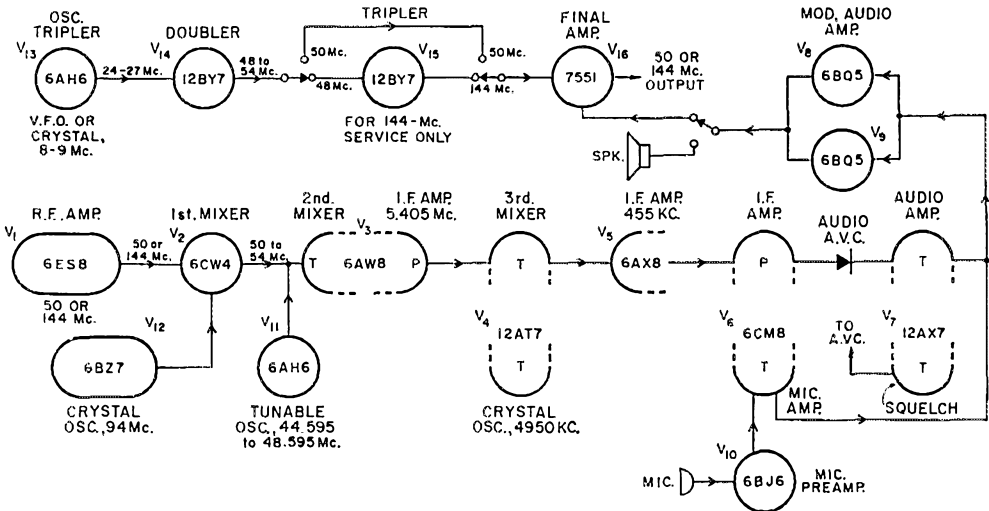 OSC.
TRIPLER
V13
6AH6
24-27Mc.
V.F.O. OR
CRYSTAL,
8-9 Mc.
DOUBLER
V14
12BY7
48 to
54 Mc.
TRIPLER
50 Mc.
50 Mc.
48Mc.
V15
12BY7
144 Mc.
FOR 144-Mc.
SERVICE ONLY
FINAL
AMP.
V16
7551
50 OR
144 Mc.
OUTPUT
SPK.
MOD, AUDIO
AMP.
V8
6BQ5
V9
6BQ5
R.F. AMP.
V1
6ES8
50 OR
144 Mc.
50 or
144 Mc.
1st. MIXER
V2
6CW4
50 to
54 Mc.
2nd.
MIXER
V3
T 6AW8 P
I.F. AMP.
5.405 Mc.
3rd.
MIXER
T
I.F. AMP.
455 KC.
V5
6AX8
I.F.
AMP.
P
AUDIO
A.V.C.
AUDIO
AMP.
T
V12
6BZ7
CRYSTAL
OSC., 94Mc.
V11
6AH6
TUNABLE
OSC., 44.595
to 48.595 Mc.
V4
12AT7
T
CRYSTAL
OSC., 4950 KC.
V6
6CM8
T
MIC.
AMP.
TO
A.V.C.
V7
12AX7
T
SQUELCH
V10
6BJ6
MIC.
MIC.
PREAMP.